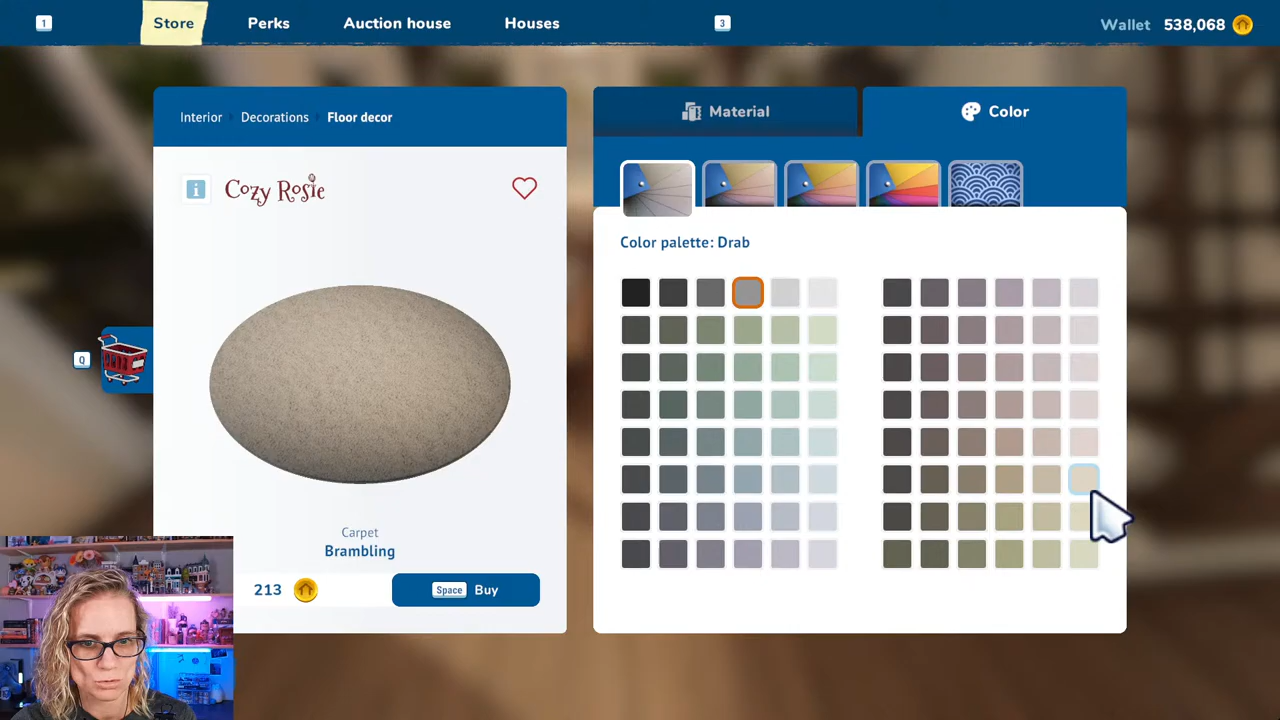 1
Store
Perks
Auction house
Houses
3
Wallet 538,068
Interior
Decorations
Floor decor
Material
Color
i
Cozy Rosie
Color palette: Drab
Q
Carpet
Brambling
213
Space
Buy